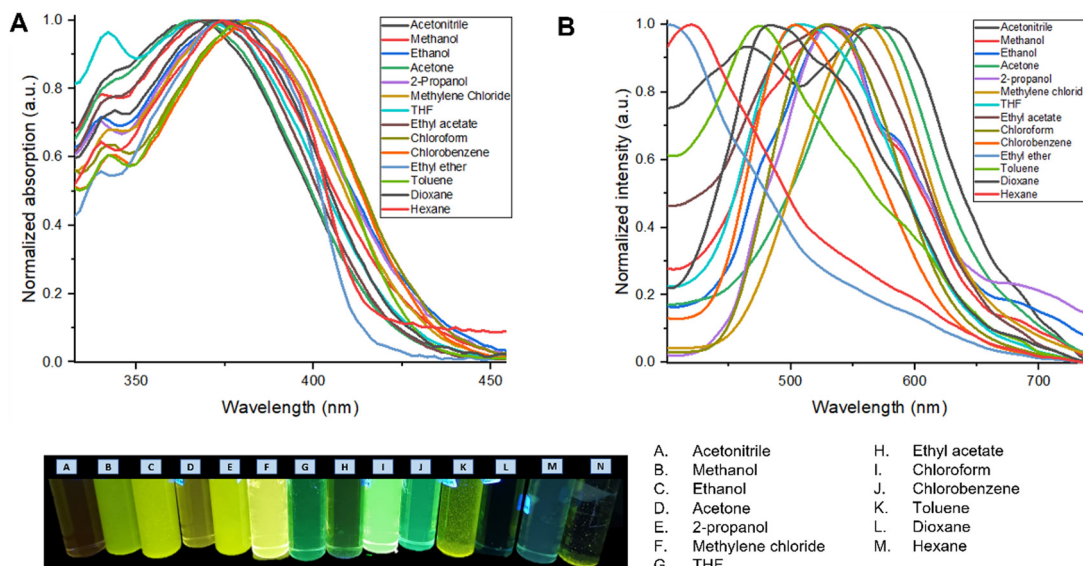 A
B
Normalized absorption (a.u.)
1.0
0.8
0.6
0.4
0.2
0.0
350
400
450
Wavelength (nm)
Acetonitrile
Methanol
Ethanol
Acetone
2-Propanol
Methylene Chloride
THF
Ethyl acetate
Chloroform
Chlorobenzene
Ethyl ether
Toluene
Dioxane
Hexane
Normalized intensity (a.u.)
1.0
0.8
0.6
0.4
0.2
0.0
500
600
700
Wavelength (nm)
Acetonitrile
Methanol
Ethanol
Acetone
2-propanol
Methylene chlorid
THF
Ethyl acetate
Chloroform
Chlorobenzene
Ethyl ether
Toluene
Dioxane
Hexane
A B C D E F G H I J K L M N
A. Acetonitrile
B. Methanol
C. Ethanol
D. Acetone
E. 2-propanol
F. Methylene chloride
G. THF
H. Ethyl acetate
I. Chloroform
J. Chlorobenzene
K. Toluene
L. Dioxane
M. Hexane